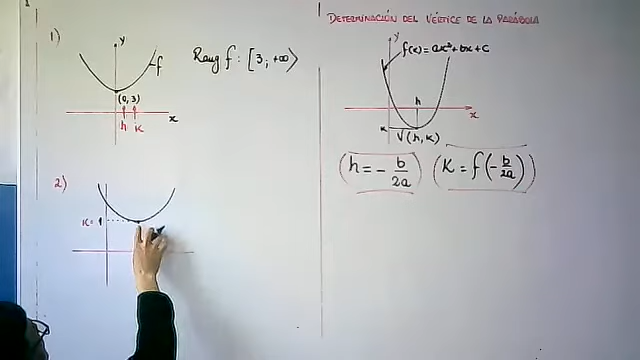 1)
y
f
(0, 3)
h
K
x
Rang f : [3, +∞⟩
2)
K = 1
DETERMINACIÓN DEL VÉRTICE DE LA PARÁBOLA
y
f(x) = ax²+bx+c
x
K
V(h, K)
h = - b/2a
K = f(-b/2a)